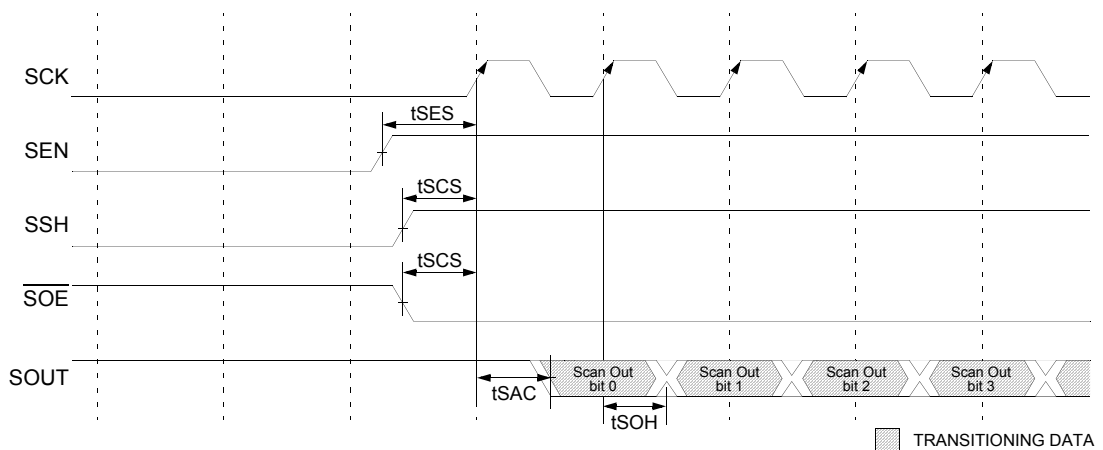 SCK
tSES
SEN
tSCS
SSH
tSCS
SOE
SOUT
Scan Out
bit 0
Scan Out
bit 1
Scan Out
bit 2
Scan Out
bit 3
tSAC
tSOH
TRANSITIONING DATA